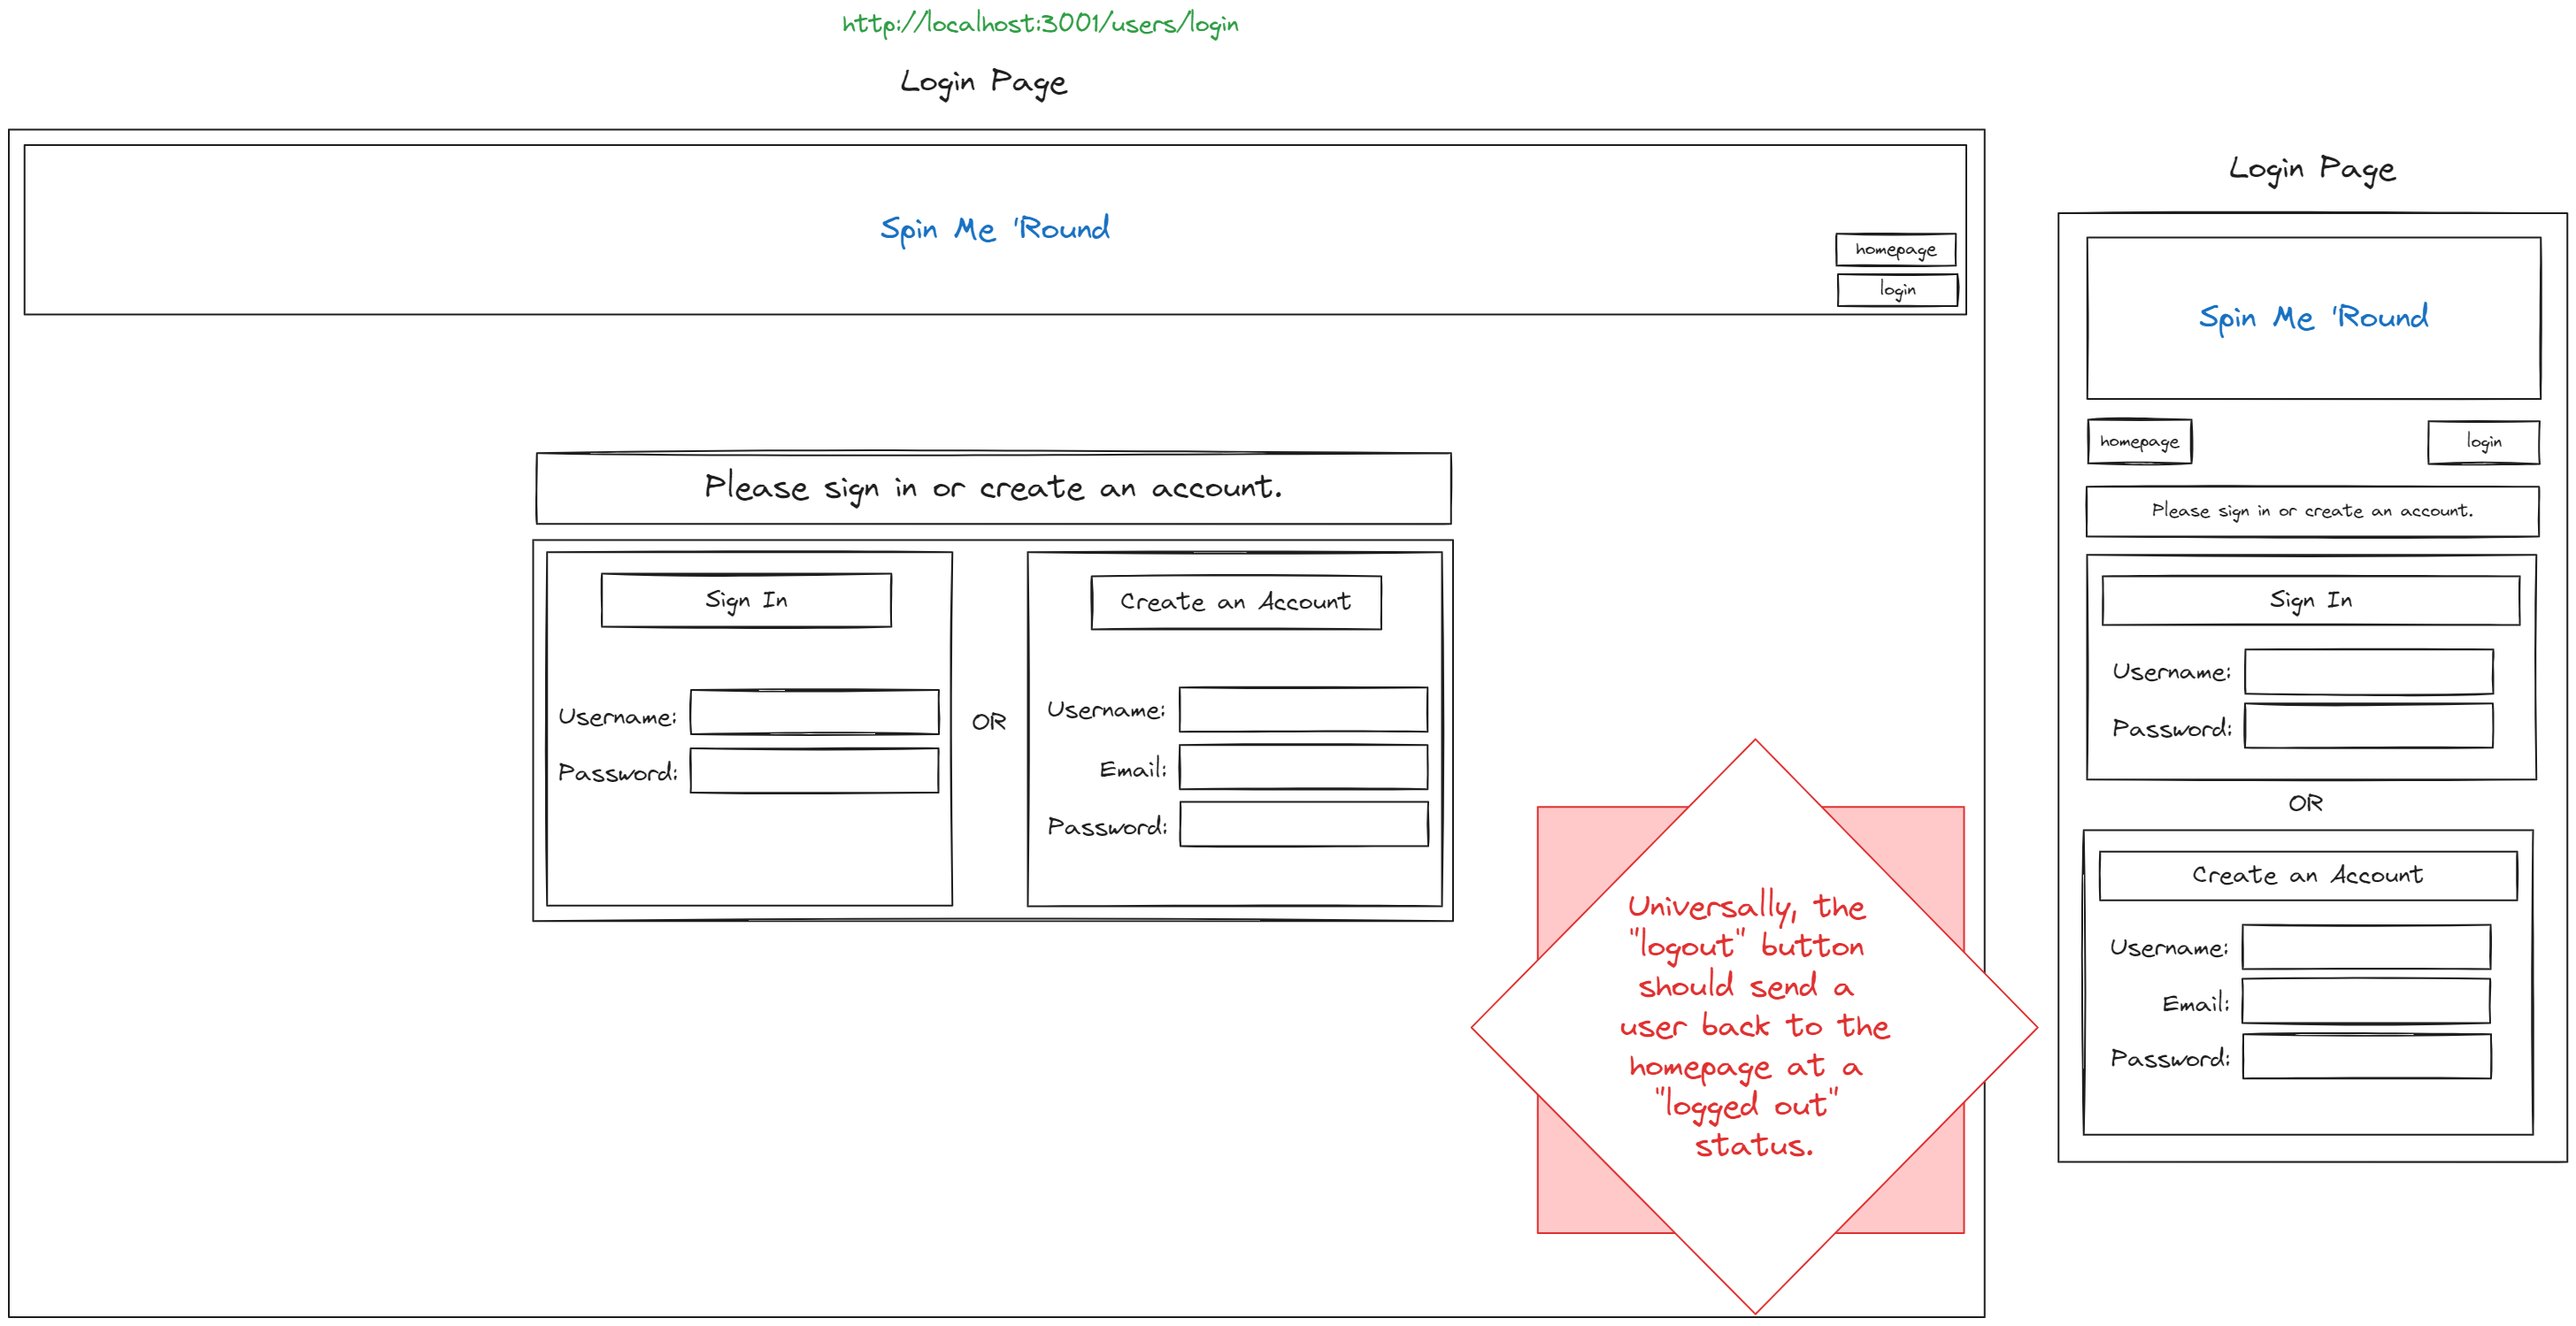 http://localhost:3001/users/login
Login Page
Spin Me 'Round
homepage
login
Please sign in or create an account.
Sign In
Username:
Password:
OR
Create an Account
Username:
Email:
Password:
Universally, the
"logout" button
should send a
user back to the
homepage at a
"logged out"
status.
Login Page
Spin Me 'Round
homepage
login
Please sign in or create an account.
Sign In
Username:
Password:
OR
Create an Account
Username:
Email:
Password: